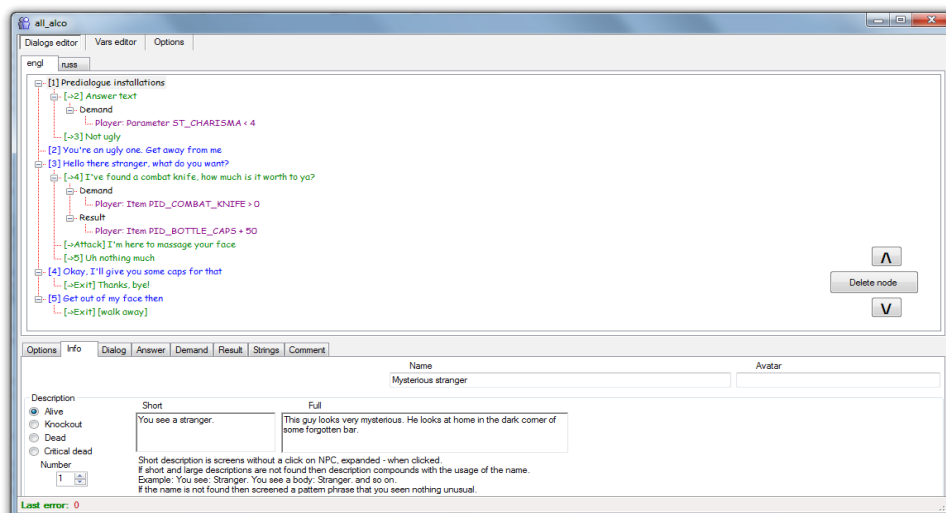 all_alco
Dialogs editor Vars editor Options
engl russ
[1] Predialogue installations
[->2] Answer text
Demand
Player: Parameter ST_CHARISMA < 4
[->3] Not ugly
[2] You're an ugly one. Get away from me
[3] Hello there stranger, what do you want?
[->4] I've found a combat knife, how much is it worth to ya?
Demand
Player: Item PID_COMBAT_KNIFE > 0
Result
Player: Item PID_BOTTLE_CAPS + 50
[->Attack] I'm here to massage your face
[->5] Uh nothing much
[4] Okay, I'll give you some caps for that
[->Exit] Thanks, bye!
[5] Get out of my face then
[->Exit] [walk away]
/\
Delete node
\/
Options Info Dialog Answer Demand Result Strings Comment
Name Avatar
Mysterious stranger
Description
Alive
Knockout
Dead
Critical dead
Number
1
Short Full
You see a stranger.
This guy looks very mysterious. He looks at home in the dark corner of
some forgotten bar.
Short description is screens without a click on NPC, expanded - when clicked.
If short and large descriptions are not found then description compounds with the usage of the name.
Example: You see: Stranger. You see a body: Stranger. and so on.
If the name is not found then screened a pattem phrase that you seen nothing unusual.
Last error: 0